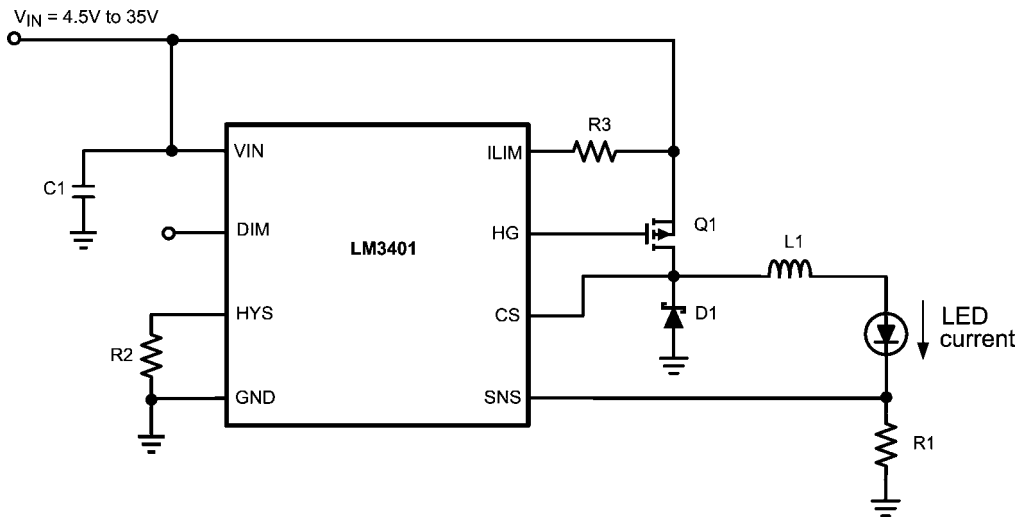 VIN = 4.5V to 35V
R3
VIN
ILIM
C1
Q1
DIM
HG
LM3401
L1
HYS
CS
D1
LED
current
R2
GND
SNS
R1